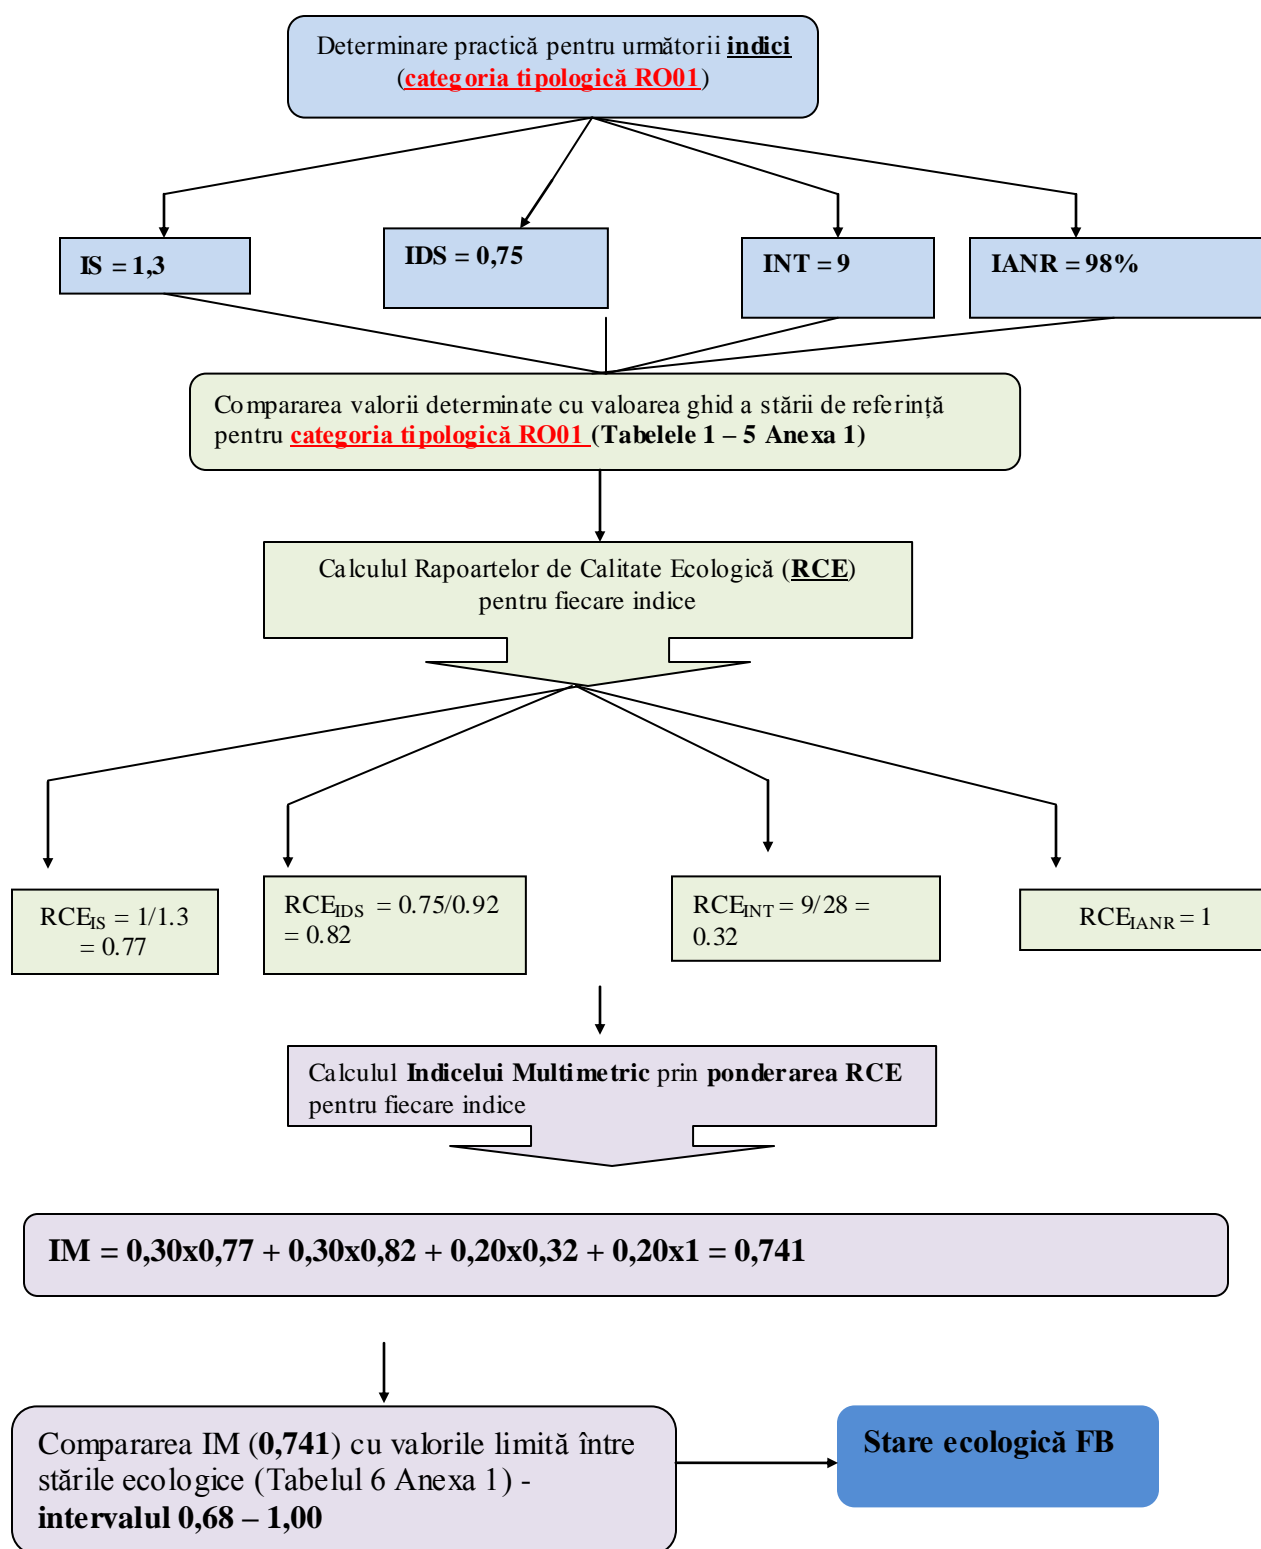 Determinare practică pentru următorii indici
(categoria tipologică RO01)
IS = 1,3
IDS = 0,75
INT = 9
IANR = 98%
Compararea valorii determinate cu valoarea ghid a stării de referință
pentru categoria tipologică RO01 (Tabelele 1 – 5 Anexa 1)
Calculul Rapoartelor de Calitate Ecologică (RCE)
pentru fiecare indice
RCEIS = 1/1.3
= 0.77
RCEIDS = 0.75/0.92
= 0.82
RCEINT = 9/28 =
0.32
RCEIANR = 1
Calculul Indicelui Multimetric prin ponderarea RCE
pentru fiecare indice
IM = 0,30x0,77 + 0,30x0,82 + 0,20x0,32 + 0,20x1 = 0,741
Compararea IM (0,741) cu valorile limită între
stările ecologice (Tabelul 6 Anexa 1) -
intervalul 0,68 – 1,00
Stare ecologică FB